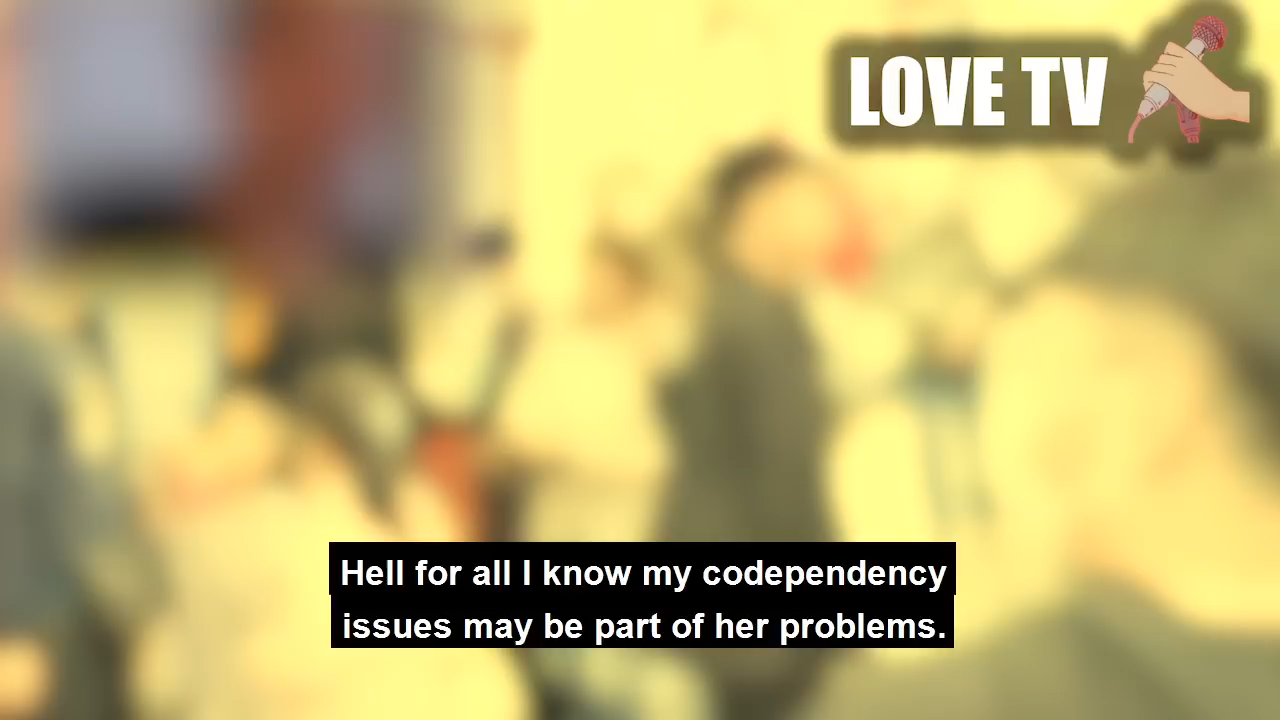 LOVE TV
Hell for all I know my codependency
issues may be part of her problems.